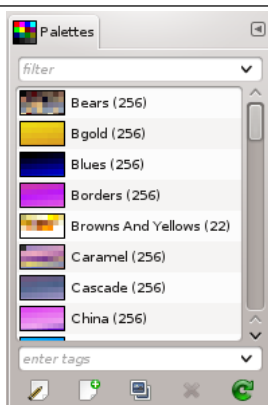 Palettes
filter
Bears (256)
Bgold (256)
Blues (256)
Borders (256)
Browns And Yellows (22)
Caramel (256)
Cascade (256)
China (256)
enter tags